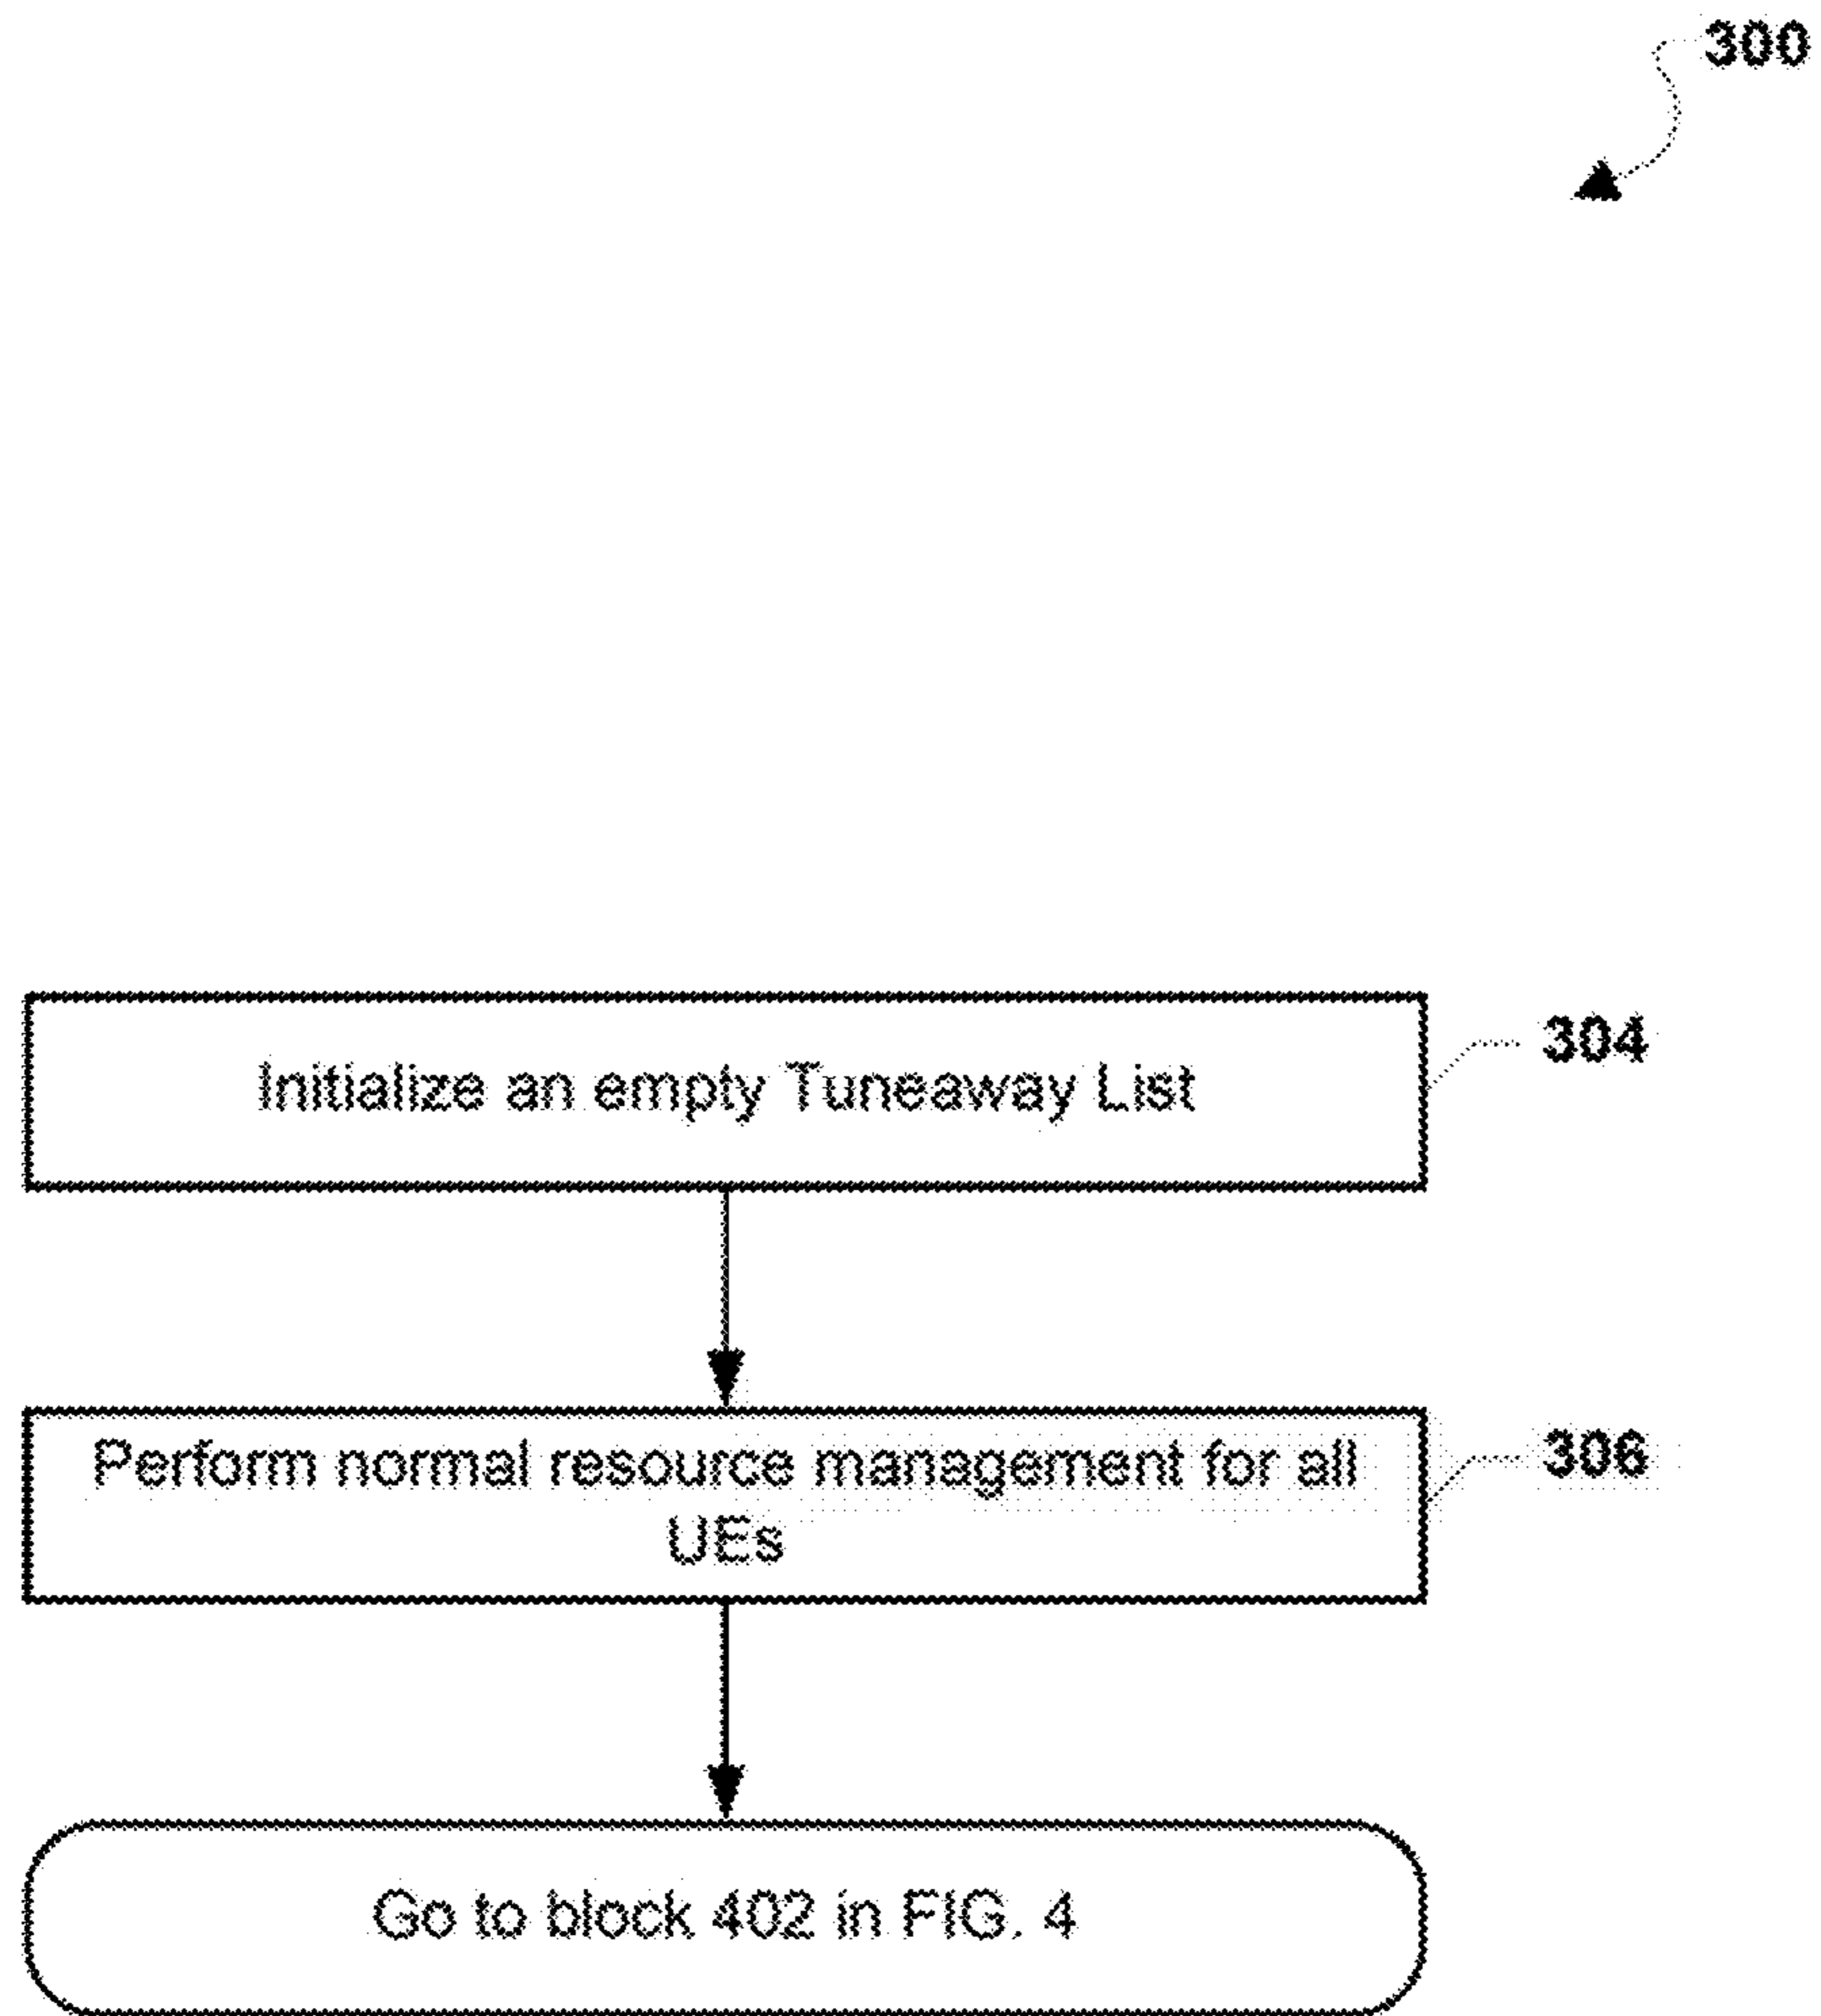 300
Initialize an empty Tuneaway List
304
Perform normal resource management for all
UEs
306
Go to block 402 in FIG. 4